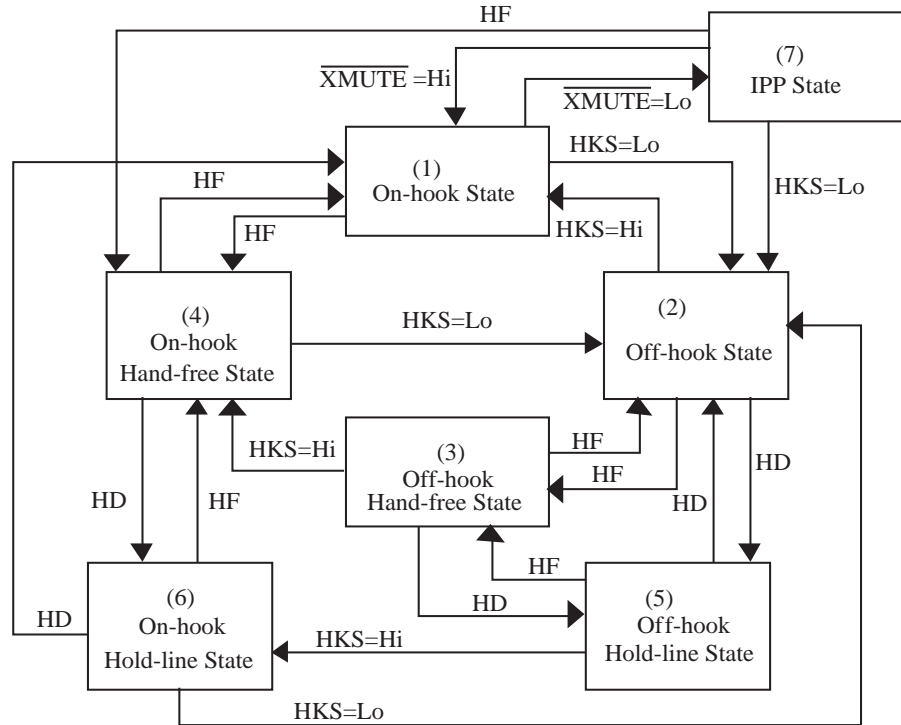 HF
(7)
IPP State
X̅M̅U̅T̅E̅ =Hi
X̅M̅U̅T̅E̅=Lo
HKS=Lo
(1)
On-hook State
HF
HKS=Lo
HF
HKS=Hi
(4)
On-hook
Hand-free State
HKS=Lo
(2)
Off-hook State
HKS=Hi
(3)
Off-hook
Hand-free State
HF
HF
HD
HD
HF
HD
HF
HD
(6)
On-hook
Hold-line State
HD
HKS=Hi
(5)
Off-hook
Hold-line State
HKS=Lo